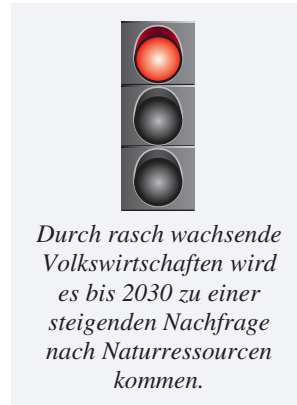 Durch rasch wachsende
Volkswirtschaften wird
es bis 2030 zu einer
steigenden Nachfrage
nach Naturressourcen
kommen.